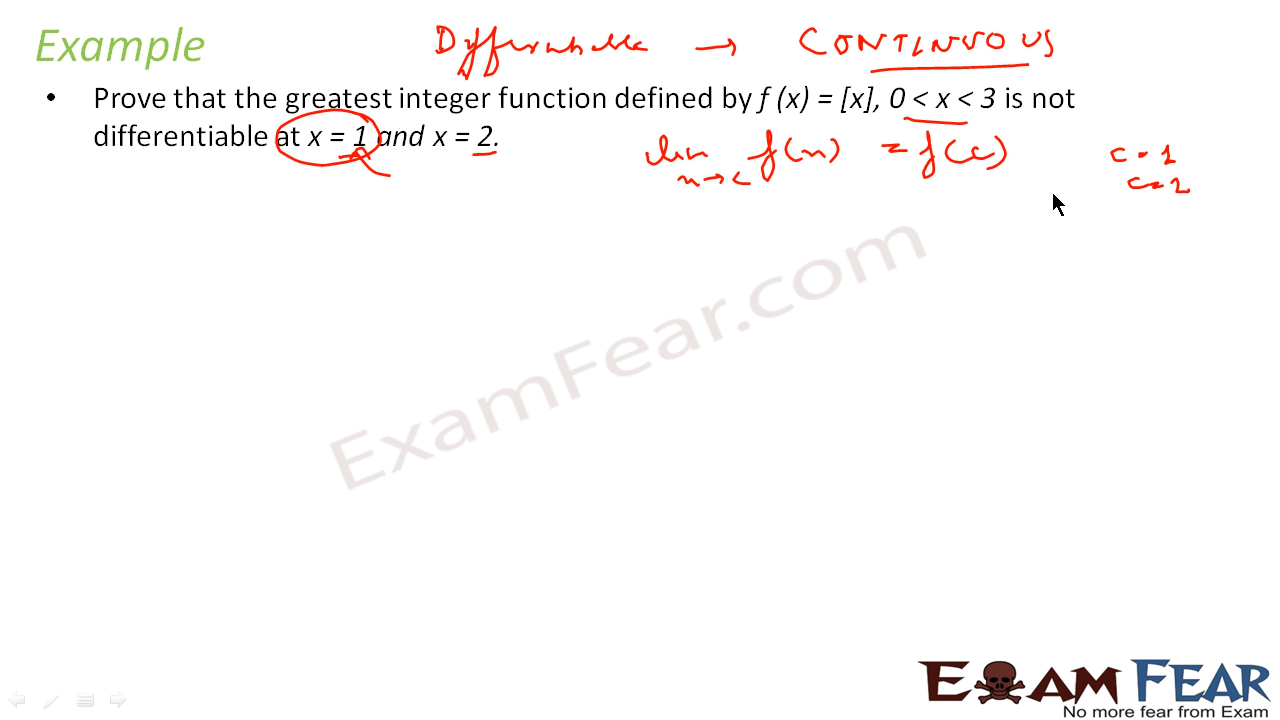 Example
Differentiable → CONTINUOUS
• Prove that the greatest integer function defined by f (x) = [x], 0 < x < 3 is not
differentiable at x = 1 and x = 2.
lim f(x) = f(c)
x→c
c = 1
c = 2
ExamFear.com
EXAM FEAR
No more fear from Exam